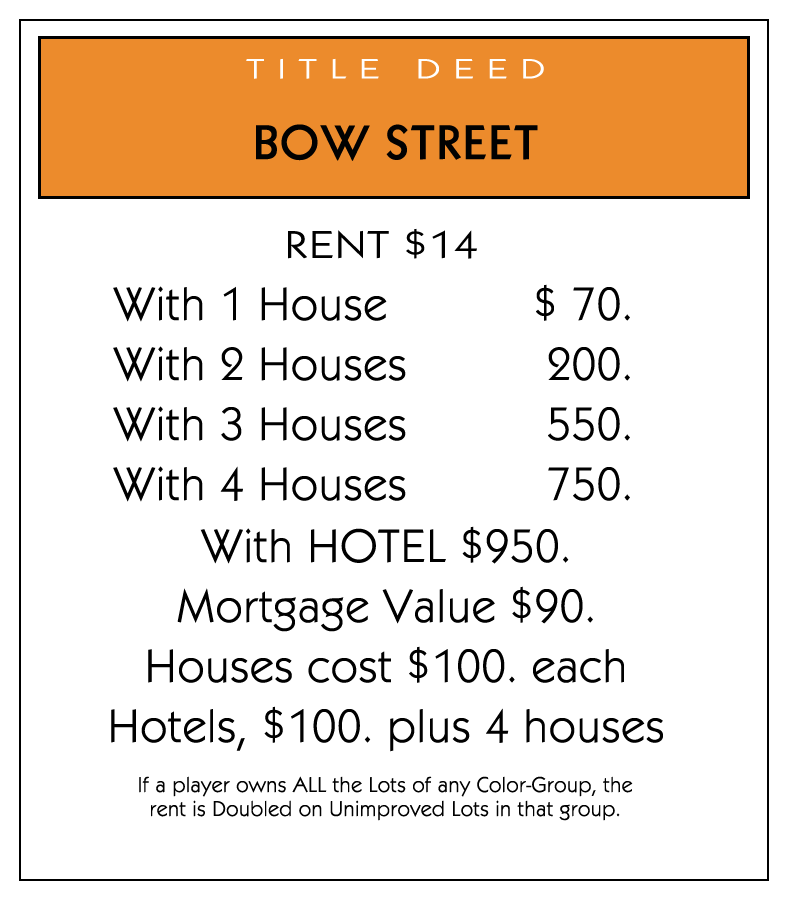 TITLE DEED
BOW STREET
RENT $14
With 1 House $ 70.
With 2 Houses 200.
With 3 Houses 550.
With 4 Houses 750.
With HOTEL $950.
Mortgage Value $90.
Houses cost $100. each
Hotels, $100. plus 4 houses
If a player owns ALL the Lots of any Color-Group, the
rent is Doubled on Unimproved Lots in that group.